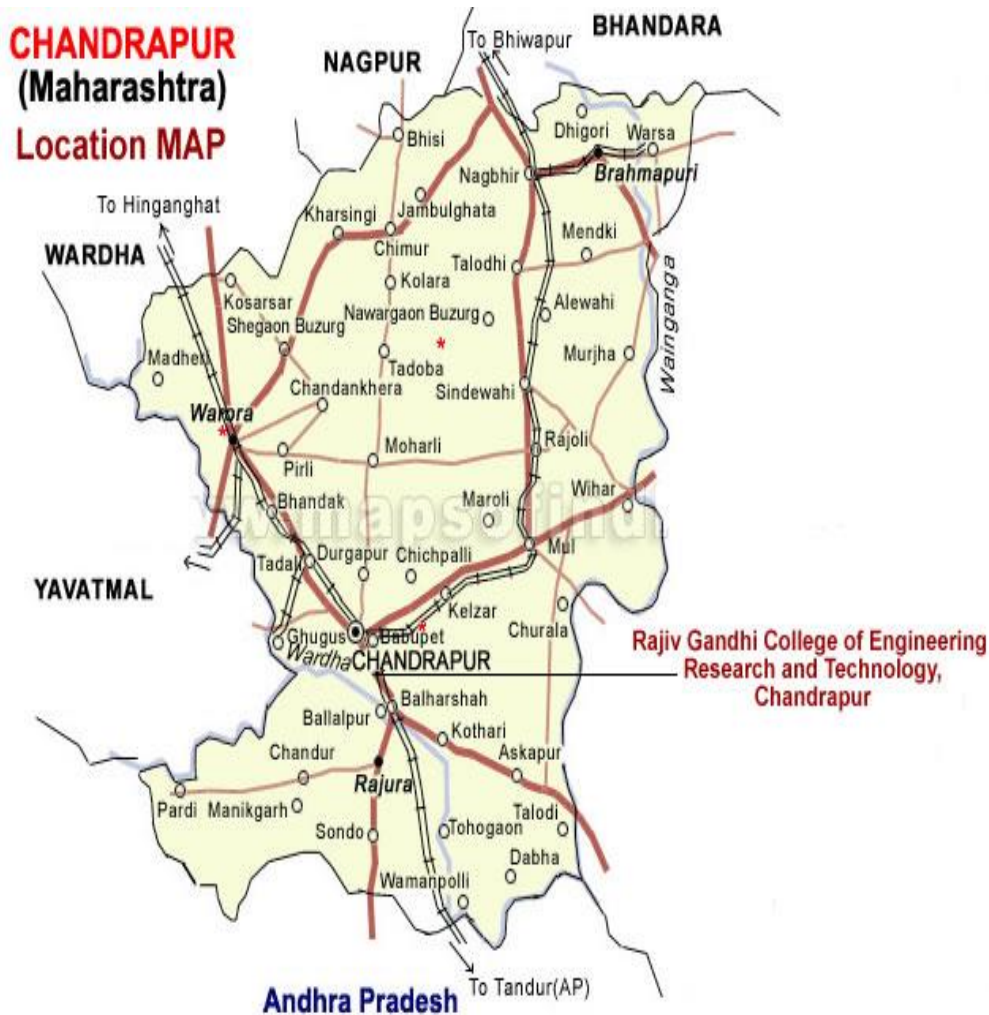 CHANDRAPUR
(Maharashtra)
Location MAP
To Bhiwapur
BHANDARA
NAGPUR
Dhigori
Warsa
Bhisi
Nagbhir
Brahmapuri
To Hinganghat
Jambulghata
Kharsingi
Chimur
Mendki
WARDHA
Talodhi
Kolara
Kosarsar
Nawargaon Buzurg
Alewahi
Shegaon Buzurg
Wainganga
Madheri
Tadoba
Murjha
Chandankhera
Sindewahi
Warora
Moharli
Rajoli
Pirli
Bhandak
Maroli
Wihar
Durgapur
Chichpalli
Mul
Tadali
YAVATMAL
Kelzar
Churala
Ghugus
Babupet
Wardha
CHANDRAPUR
Rajiv Gandhi College of Engineering
Research and Technology,
Chandrapur
Balharshah
Ballalpur
Kothari
Chandur
Askapur
Rajura
Pardi
Manikgarh
Talodi
Sondo
Tohogaon
Dabha
Wamanpolli
To Tandur(AP)
Andhra Pradesh